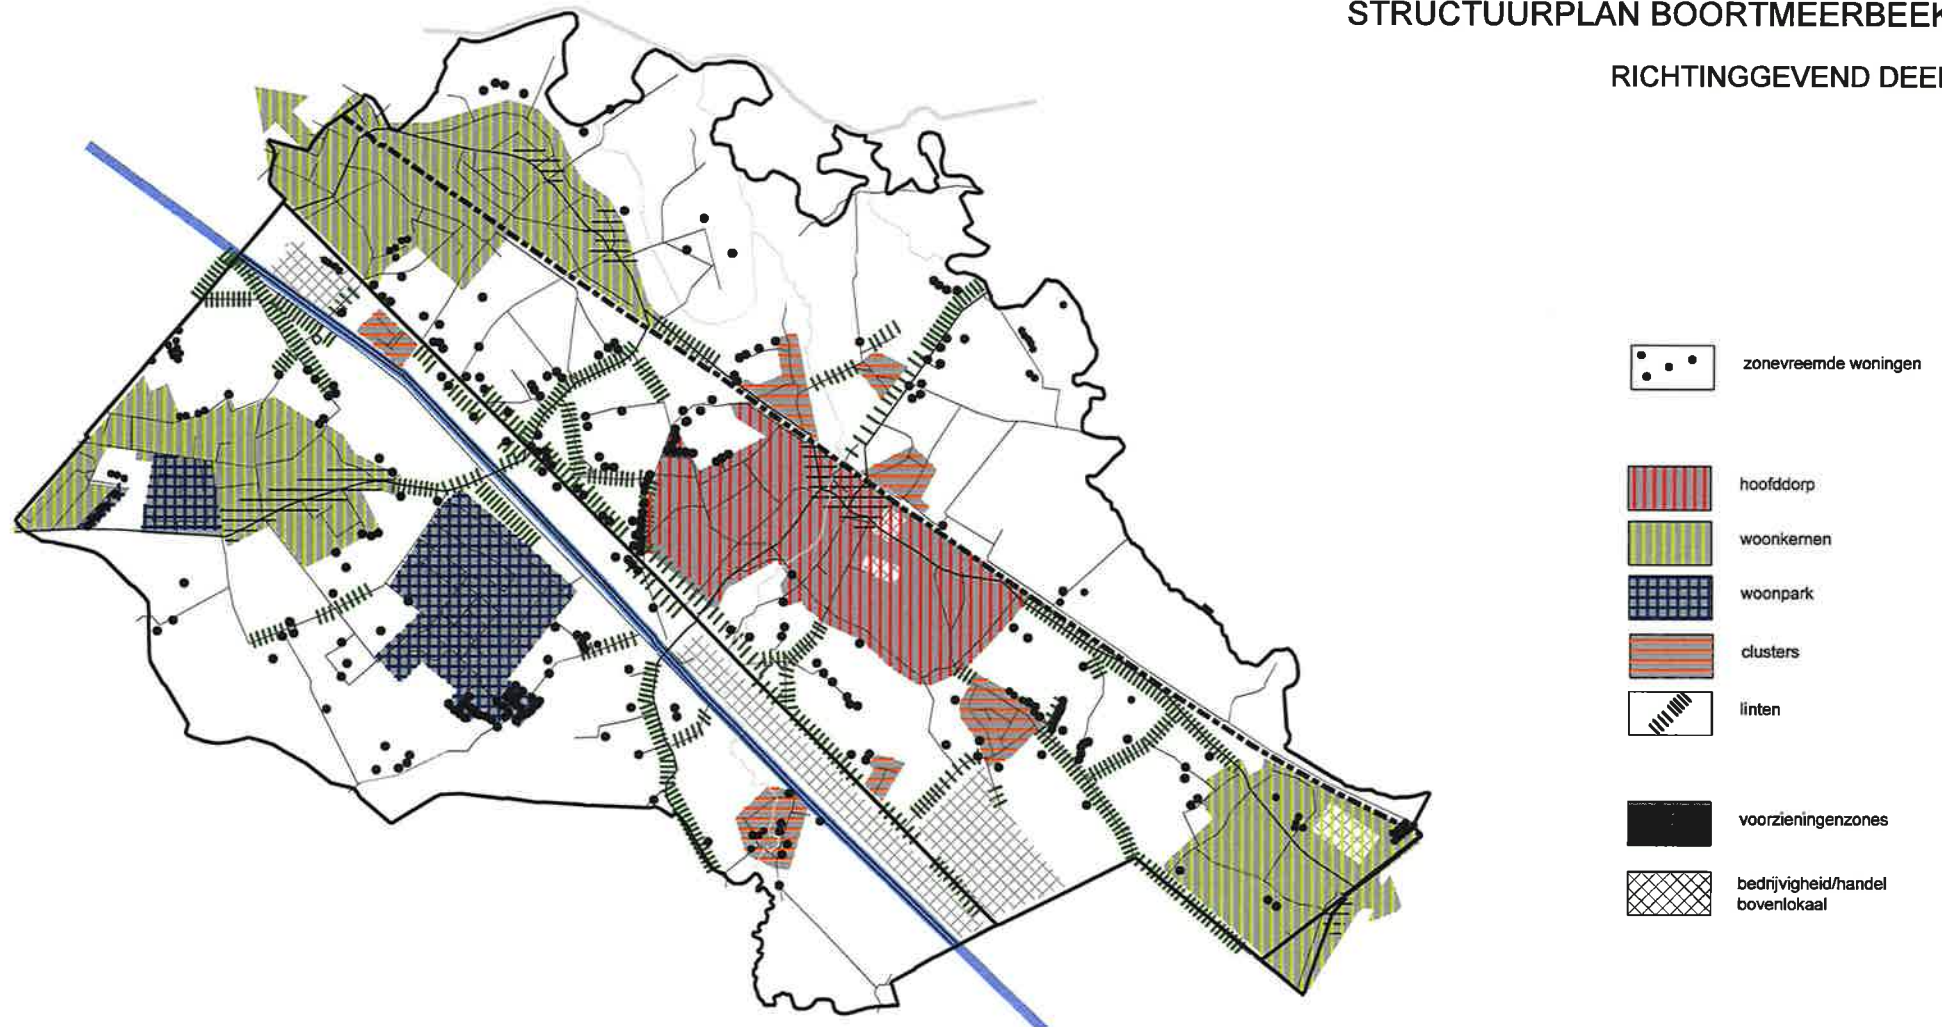 STRUCTUURPLAN BOORTMEERBEEK
RICHTINGGEVEND DEEL
zonevreemde woningen
hoofddorp
woonkernen
woonpark
clusters
linten
voorzieningenzones
bedrijvigheid/handel
bovenlokaal